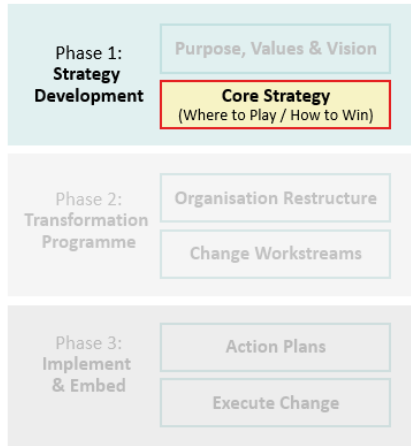 Phase 1:
Strategy
Development
Purpose, Values & Vision
Core Strategy
(Where to Play / How to Win)
Phase 2:
Transformation
Programme
Organisation Restructure
Change Workstreams
Phase 3:
Implement
& Embed
Action Plans
Execute Change